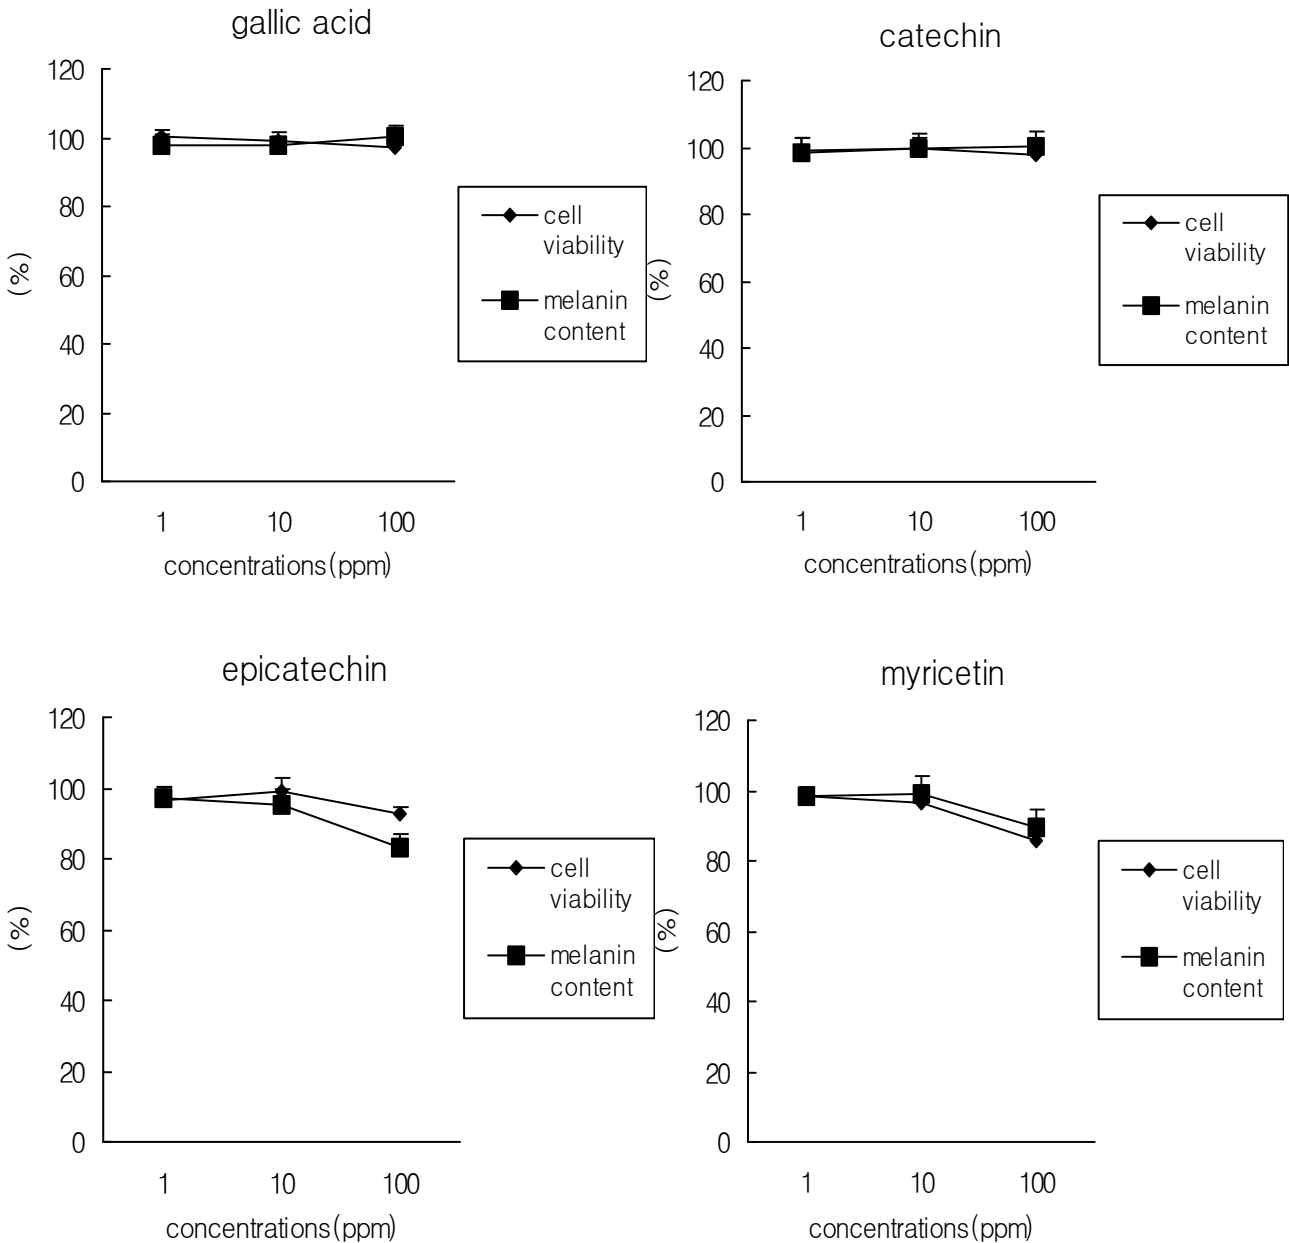 gallic acid
120
100
80
60
40
20
0
(%)
1 10 100
concentrations(ppm)
cell
viability
melanin
content
catechin
120
100
80
60
40
20
0
(%)
1 10 100
concentrations(ppm)
cell
viability
melanin
content
epicatechin
120
100
80
60
40
20
0
(%)
1 10 100
concentrations(ppm)
cell
viability
melanin
content
myricetin
120
100
80
60
40
20
0
(%)
1 10 100
concentrations(ppm)
cell
viability
melanin
content